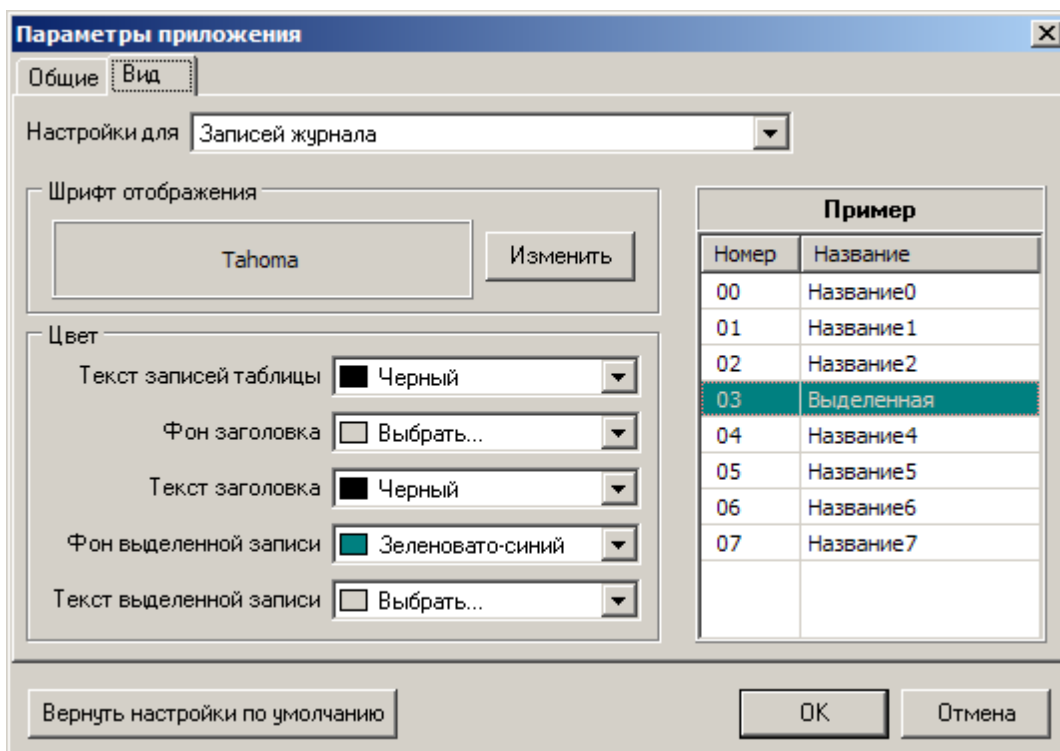 Параметры приложения
Общие Вид
Настройки для Записей журнала
Шрифт отображения
Tahoma Изменить
Цвет
Текст записей таблицы Черный
Фон заголовка Выбрать...
Текст заголовка Черный
Фон выделенной записи Зеленовато-синий
Текст выделенной записи Выбрать...
Пример
Номер Название
00 Название0
01 Название1
02 Название2
03 Выделенная
04 Название4
05 Название5
06 Название6
07 Название7
Вернуть настройки по умолчанию OK Отмена